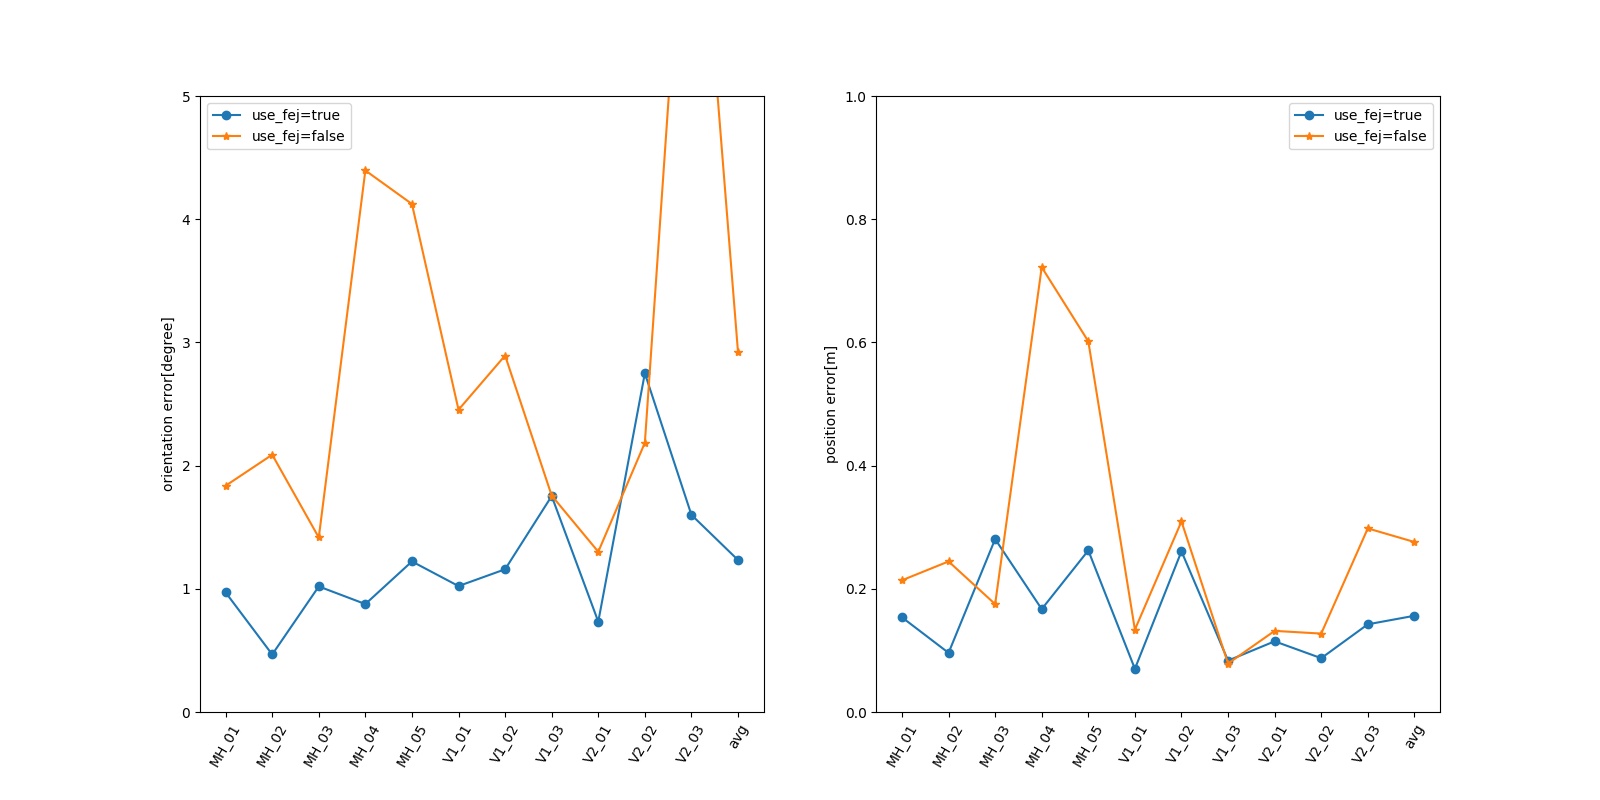 orientation error[degree]
5
4
3
2
1
0
use_fej=true
use_fej=false
MH_01
MH_02
MH_03
MH_04
MH_05
V1_01
V1_02
V1_03
V2_01
V2_02
V2_03
avg
position error[m]
1.0
0.8
0.6
0.4
0.2
0.0
use_fej=true
use_fej=false
MH_01
MH_02
MH_03
MH_04
MH_05
V1_01
V1_02
V1_03
V2_01
V2_02
V2_03
avg